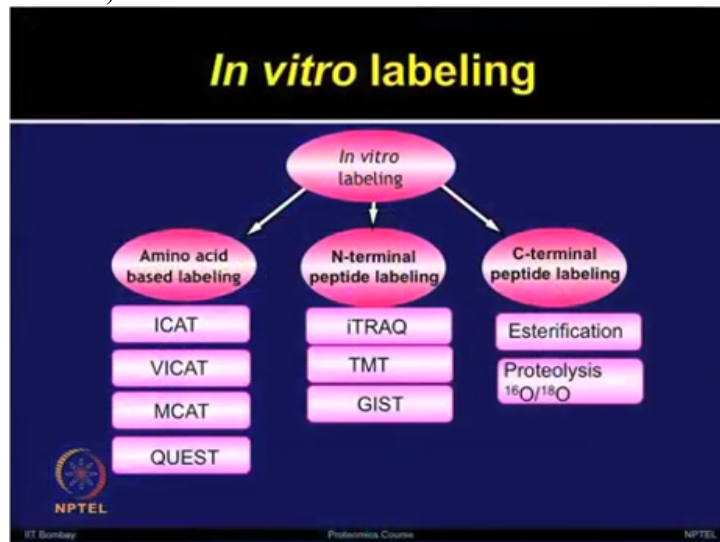 In vitro labeling
In vitro
labeling
Amino acid
based labeling
N-terminal
peptide labeling
C-terminal
peptide labeling
ICAT
VICAT
MCAT
QUEST
iTRAQ
TMT
GIST
Esterification
Proteolysis
¹⁶O/¹⁸O
NPTEL
IIT Bombay
Proteomics Course
NPTEL